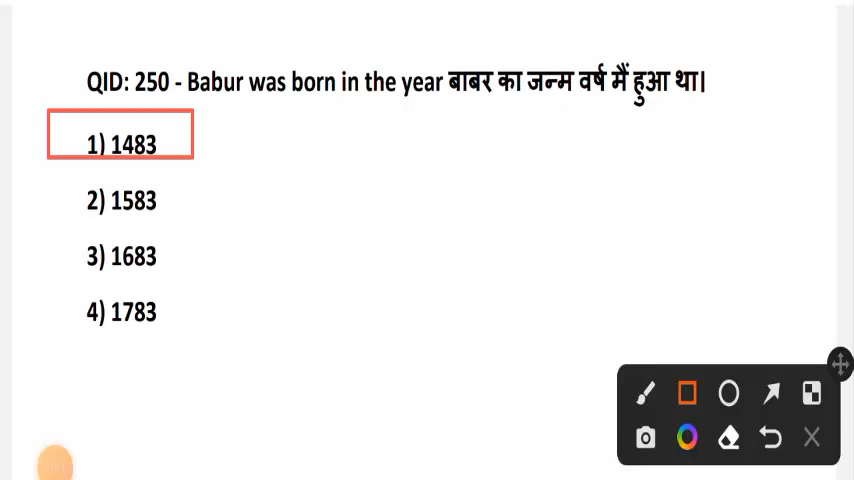 QID: 250 - Babur was born in the year बाबर का जन्म वर्ष मैं हुआ था।
1) 1483
2) 1583
3) 1683
4) 1783